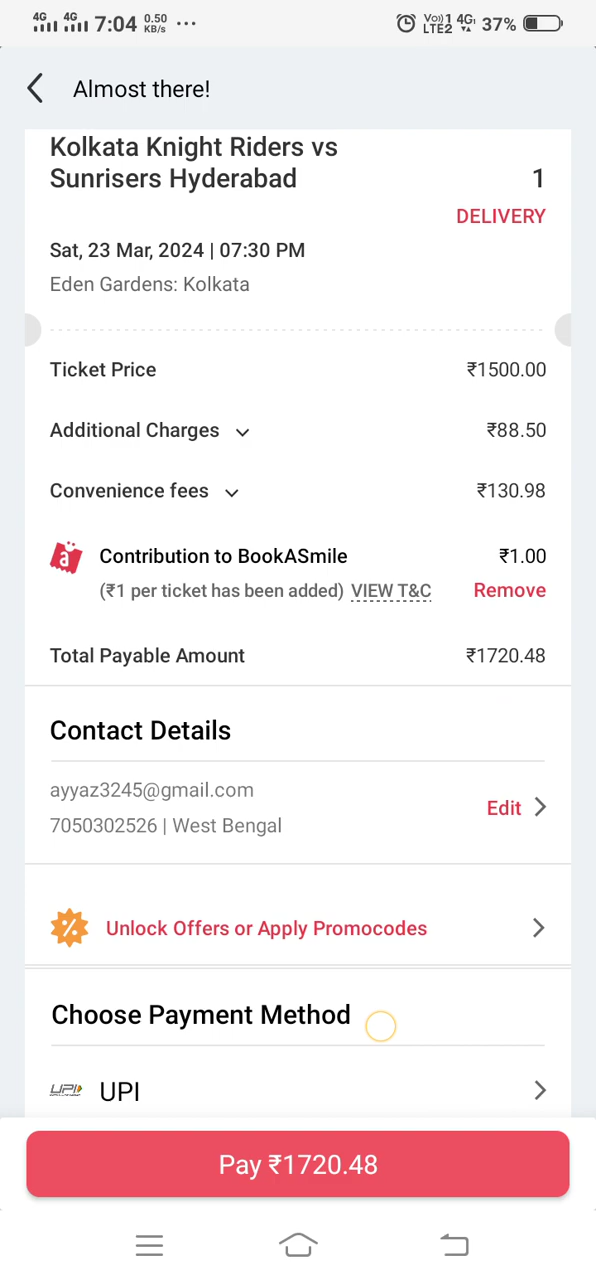 4G 4G 7:04 0.50 KB/s ... Vo)) 1 4G LTE2 37%
Almost there!
Kolkata Knight Riders vs
Sunrisers Hyderabad 1
DELIVERY
Sat, 23 Mar, 2024 | 07:30 PM
Eden Gardens: Kolkata
Ticket Price ₹1500.00
Additional Charges ₹88.50
Convenience fees ₹130.98
a Contribution to BookASmile ₹1.00
(₹1 per ticket has been added) VIEW T&C Remove
Total Payable Amount ₹1720.48
Contact Details
ayyaz3245@gmail.com
Edit
7050302526 | West Bengal
% Unlock Offers or Apply Promocodes
Choose Payment Method
UPI UPI
Pay ₹1720.48